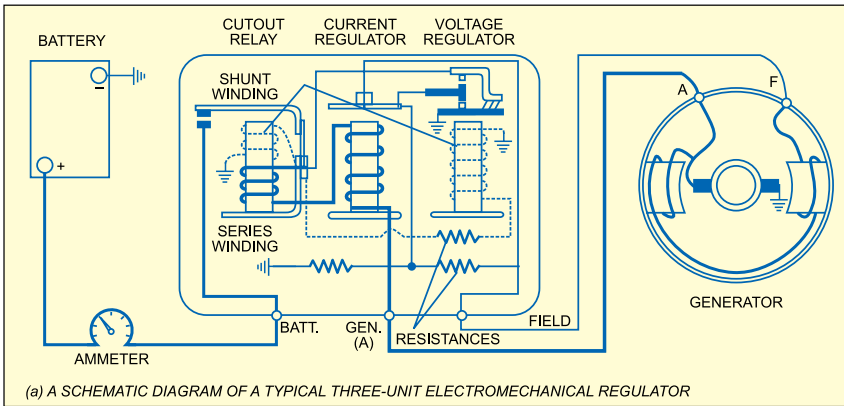 BATTERY
CUTOUT
RELAY
CURRENT
REGULATOR
VOLTAGE
REGULATOR
SHUNT
WINDING
–
+
A
F
SERIES
WINDING
AMMETER
BATT.
GEN.
(A)
RESISTANCES
FIELD
GENERATOR
(a) A SCHEMATIC DIAGRAM OF A TYPICAL THREE-UNIT ELECTROMECHANICAL REGULATOR